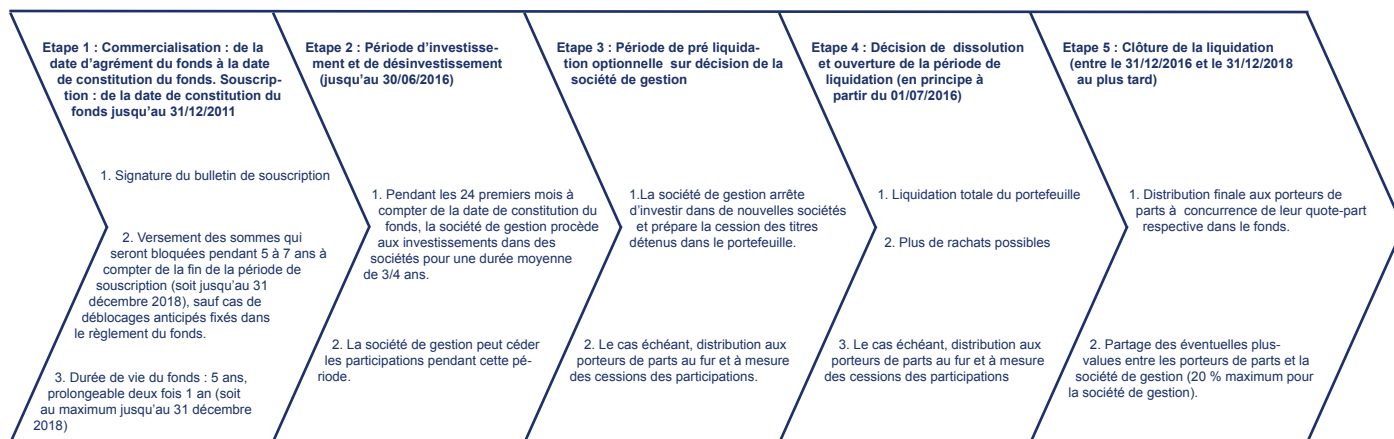 Etape 1 : Commercialisation : de la
date d'agrément du fonds à la date
de constitution du fonds. Souscrip-
tion : de la date de constitution du
fonds jusqu'au 31/12/2011
1. Signature du bulletin de souscription
2. Versement des sommes qui
seront bloquées pendant 5 à 7 ans à
compter de la fin de la période de
souscription (soit jusqu'au 31
décembre 2018), sauf cas de
déblocages anticipés fixés dans
le règlement du fonds.
3. Durée de vie du fonds : 5 ans,
prolongeable deux fois 1 an (soit
au maximum jusqu'au 31 décembre
2018)
Etape 2 : Période d'investisse-
ment et de désinvestissement
(jusqu'au 30/06/2016)
1. Pendant les 24 premiers mois à
compter de la date de constitution du
fonds, la société de gestion procède
aux investissements dans des
sociétés pour une durée moyenne
de 3/4 ans.
2. La société de gestion peut céder
les participations pendant cette pé-
riode.
Etape 3 : Période de pré liquida-
tion optionnelle sur décision de la
société de gestion
1.La société de gestion arrête
d'investir dans de nouvelles sociétés
et prépare la cession des titres
détenus dans le portefeuille.
2. Le cas échéant, distribution aux
porteurs de parts au fur et à mesure
des cessions des participations.
Etape 4 : Décision de dissolution
et ouverture de la période de
liquidation (en principe à
partir du 01/07/2016)
1. Liquidation totale du portefeuille
2. Plus de rachats possibles
3. Le cas échéant, distribution aux
porteurs de parts au fur et à mesure
des cessions des participations
Etape 5 : Clôture de la liquidation
(entre le 31/12/2016 et le 31/12/2018
au plus tard)
1. Distribution finale aux porteurs de
parts à concurrence de leur quote-part
respective dans le fonds.
2. Partage des éventuelles plus-
values entre les porteurs de parts et la
société de gestion (20 % maximum pour
la société de gestion).